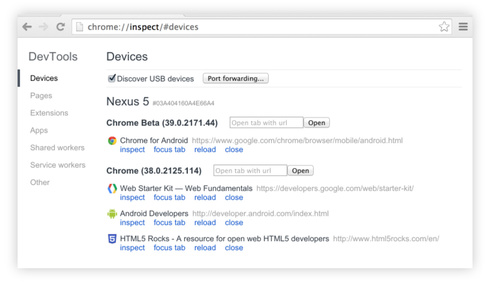 chrome://inspect/#devices
DevTools
Devices
Pages
Extensions
Apps
Shared workers
Service workers
Other
Devices
Discover USB devices Port forwarding...
Nexus 5 #03A404160A4E66A4
Chrome Beta (39.0.2171.44) Open tab with url Open
Chrome for Android https://www.google.com/chrome/browser/mobile/android.html
inspect focus tab reload close
Chrome (38.0.2125.114) Open tab with url Open
Web Starter Kit — Web Fundamentals https://developers.google.com/web/starter-kit/
inspect focus tab reload close
Android Developers http://developer.android.com/index.html
inspect focus tab reload close
HTML5 Rocks - A resource for open web HTML5 developers http://www.html5rocks.com/en/
inspect focus tab reload close